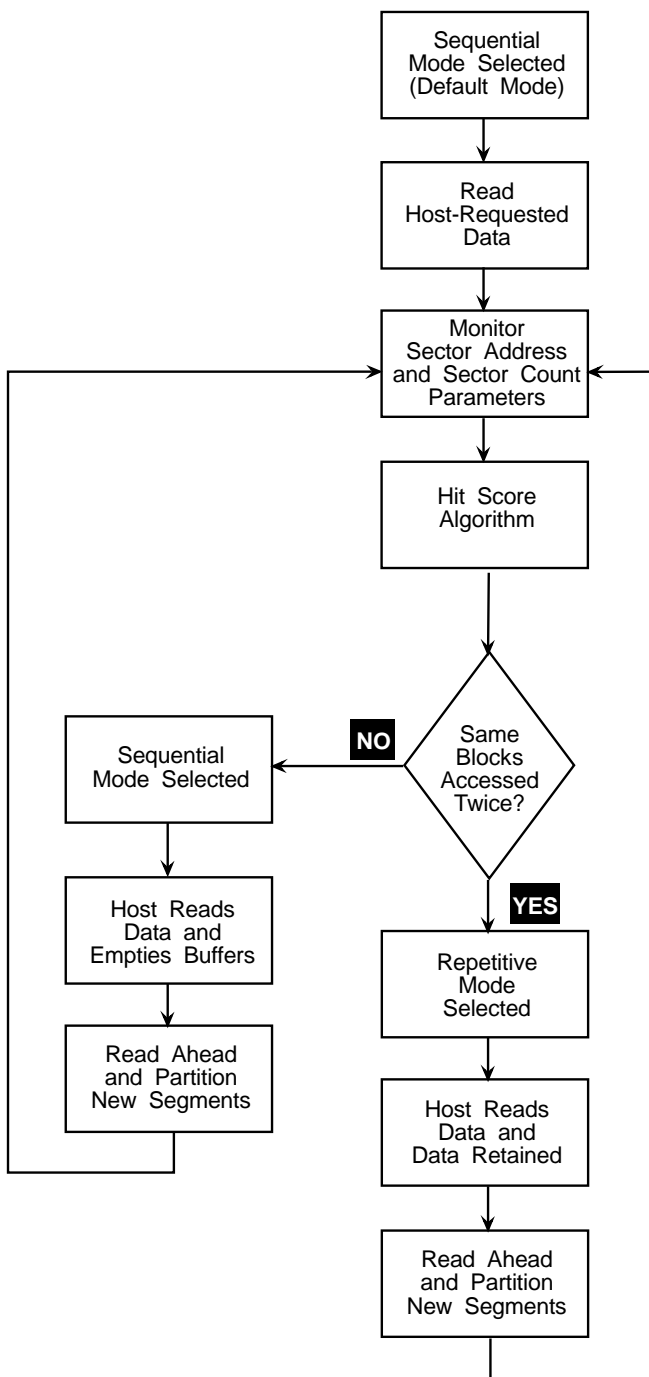 Sequential
Mode Selected
(Default Mode)
Read
Host-Requested
Data
Monitor
Sector Address
and Sector Count
Parameters
Hit Score
Algorithm
Same
Blocks
Accessed
Twice?
NO
Sequential
Mode Selected
Host Reads
Data and
Empties Buffers
Read Ahead
and Partition
New Segments
YES
Repetitive
Mode
Selected
Host Reads
Data and
Data Retained
Read Ahead
and Partition
New Segments